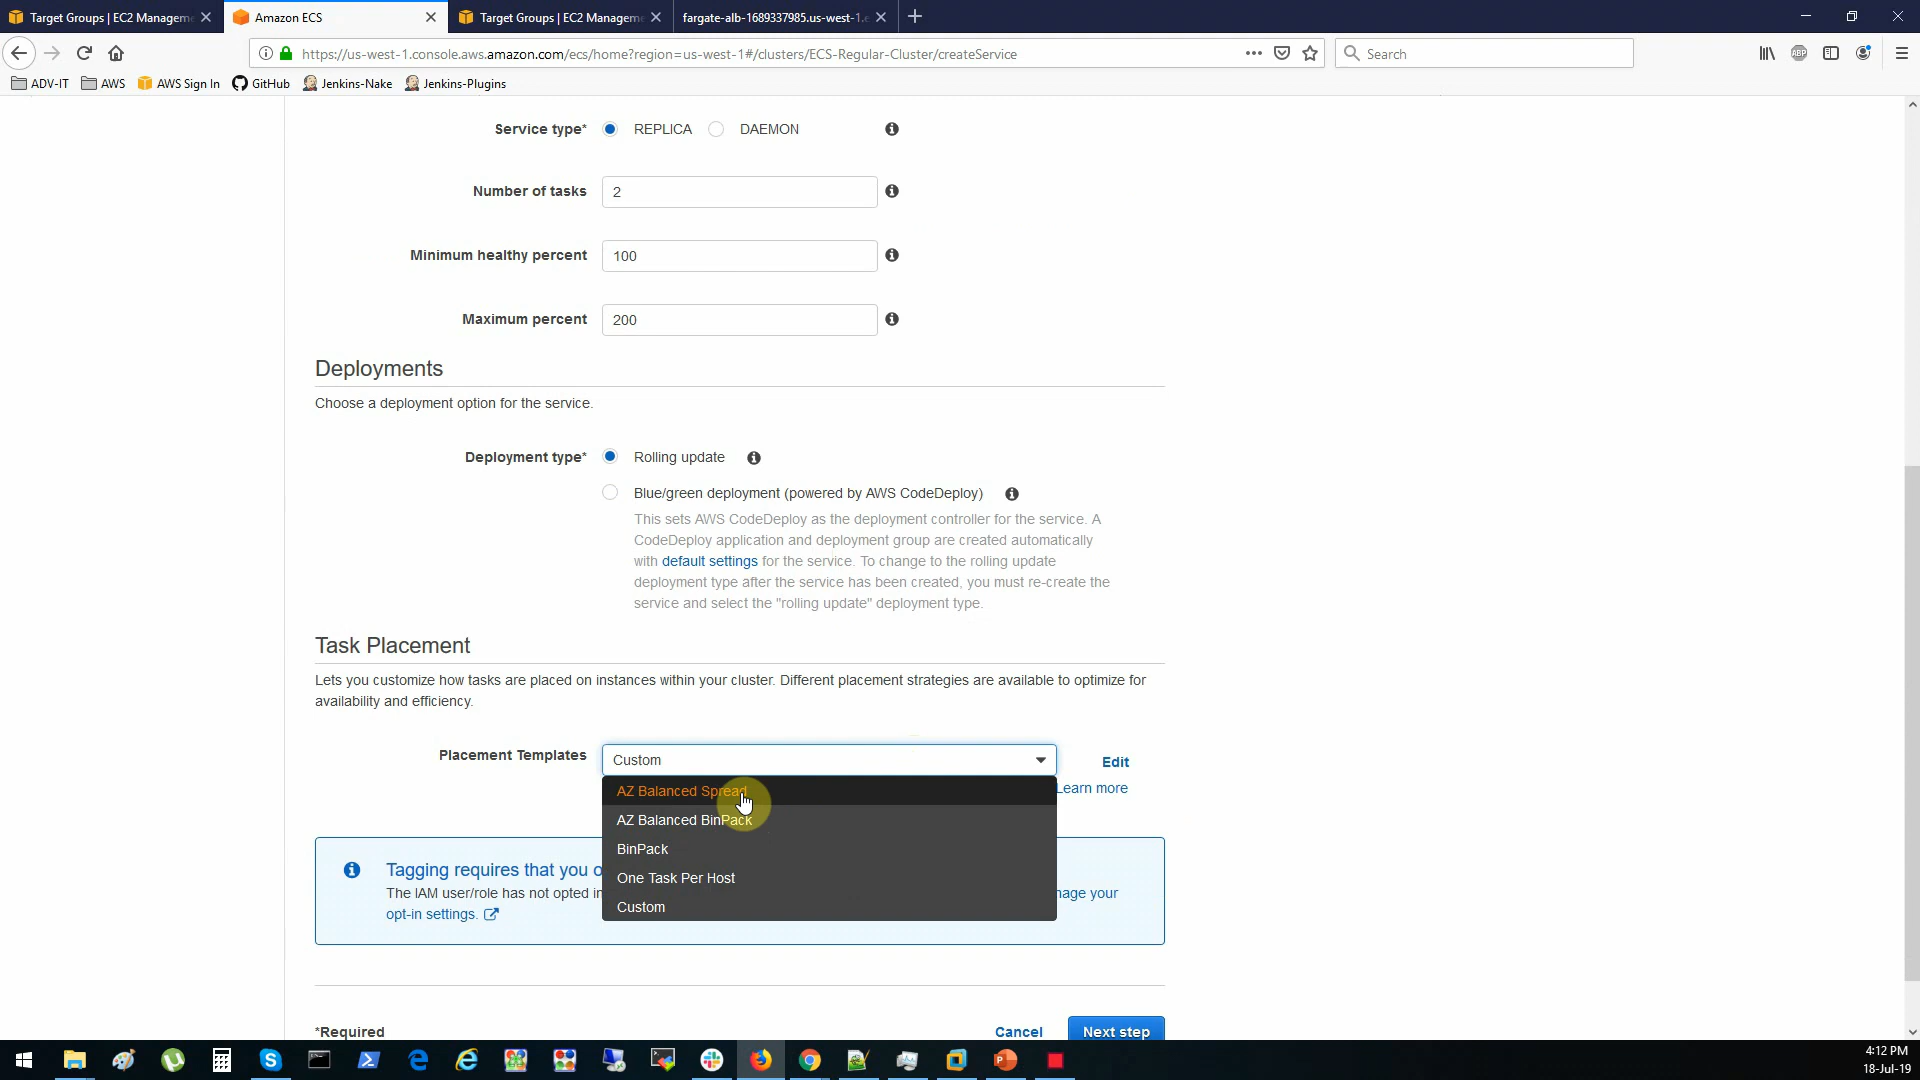 Target Groups | EC2 Managem
Amazon ECS
Target Groups | EC2 Manageme
fargate-alb-1689337985.us-west-1.e
https://us-west-1.console.aws.amazon.com/ecs/home?region=us-west-1#/clusters/ECS-Regular-Cluster/createService
Search
ADV-IT
AWS
AWS Sign In
GitHub
Jenkins-Nake
Jenkins-Plugins
Service type*
REPLICA
DAEMON
Number of tasks
2
Minimum healthy percent
100
Maximum percent
200
Deployments
Choose a deployment option for the service.
Deployment type*
Rolling update
Blue/green deployment (powered by AWS CodeDeploy)
This sets AWS CodeDeploy as the deployment controller for the service. A
CodeDeploy application and deployment group are created automatically
with default settings for the service. To change to the rolling update
deployment type after the service has been created, you must re-create the
service and select the "rolling update" deployment type.
Task Placement
Lets you customize how tasks are placed on instances within your cluster. Different placement strategies are available to optimize for
availability and efficiency.
Placement Templates
Custom
Edit
AZ Balanced Spread
Learn more
AZ Balanced BinPack
BinPack
One Task Per Host
Custom
Tagging requires that you o
The IAM user/role has not opted in
nage your
opt-in settings.
*Required
Cancel
Next step
4:12 PM
18-Jul-19